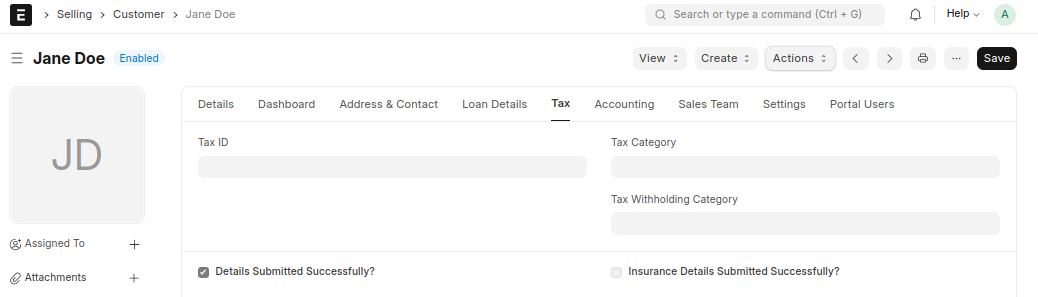 E Selling Customer Jane Doe Search or type a command (Ctrl + G) Help A
Jane Doe Enabled View Create Actions ... Save
JD
Details Dashboard Address & Contact Loan Details Tax Accounting Sales Team Settings Portal Users
Tax ID Tax Category
Tax Withholding Category
Assigned To +
Details Submitted Successfully? Insurance Details Submitted Successfully?
Attachments +